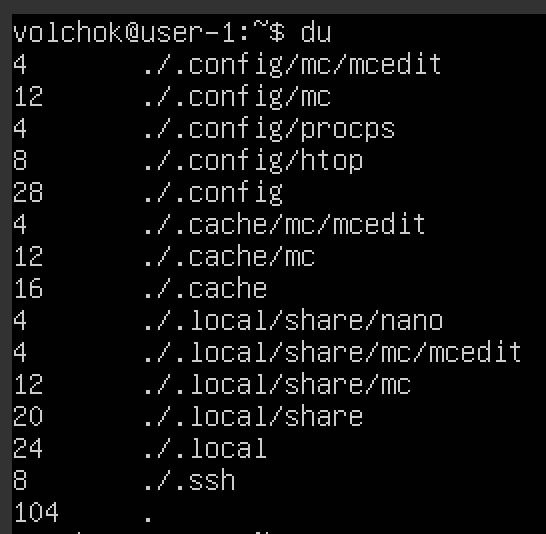 volchok@user-1:~$ du
4	./.config/mc/mcedit
12	./.config/mc
4	./.config/procps
8	./.config/htop
28	./.config
4	./.cache/mc/mcedit
12	./.cache/mc
16	./.cache
4	./.local/share/nano
4	./.local/share/mc/mcedit
12	./.local/share/mc
20	./.local/share
24	./.local
8	./.ssh
104	.